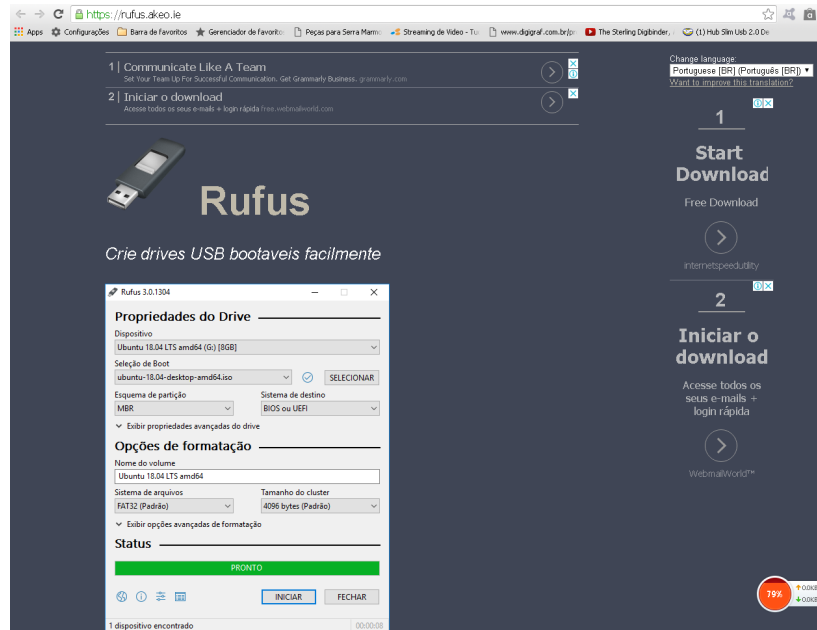 https://rufus.akeo.ie
Apps Configurações Barra de favoritos Gerenciador de favorito Peças para Serra Marmo Streaming de Video - Tu www.digigraf.com.br/pr The Sterling Digibinder, (1) Hub Slim Usb 2.0 De
1 Communicate Like A Team
Set Your Team Up For Successful Communication. Get Grammarly Business. grammarly.com
2 Iniciar o download
Acesse todos os seus e-mails + login rápida free.webmailworld.com
Change language:
Portuguese [BR] (Português [BR])
Want to improve this translation?
Rufus
Crie drives USB bootaveis facilmente
Rufus 3.0.1304
Propriedades do Drive
Dispositivo
Ubuntu 18.04 LTS amd64 (G:) [8GB]
Seleção de Boot
ubuntu-18.04-desktop-amd64.iso SELECIONAR
Esquema de partição Sistema de destino
MBR BIOS ou UEFI
Exibir propriedades avançadas do drive
Opções de formatação
Nome do volume
Ubuntu 18.04 LTS amd64
Sistema de arquivos Tamanho do cluster
FAT32 (Padrão) 4096 bytes (Padrão)
Exibir opções avançadas de formatação
Status
PRONTO
INICIAR FECHAR
1 dispositivo encontrado 00:00:08
1
Start
Download
Free Download
internetspeedutility
2
Iniciar o
download
Acesse todos os
seus e-mails +
login rápida
WebmailWorld™
79%
0.0KB
0.0KB